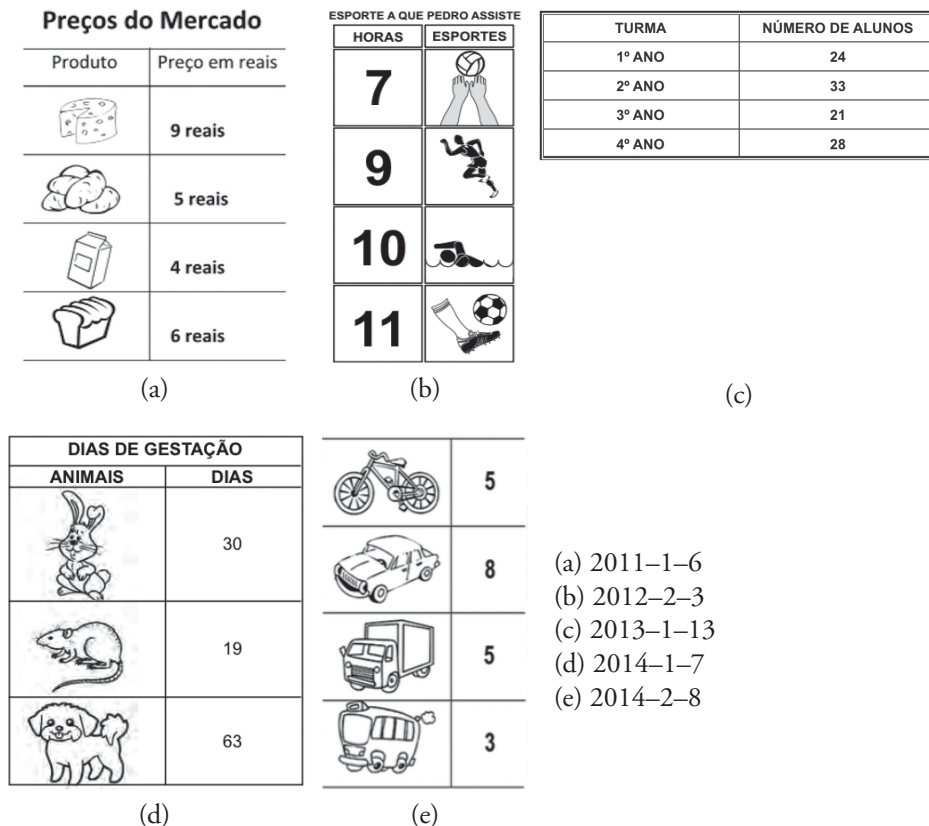 Preços do Mercado
Produto Preço em reais
9 reais
5 reais
4 reais
6 reais
(a)
ESPORTE A QUE PEDRO ASSISTE
HORAS ESPORTES
7
9
10
11
(b)
TURMA NÚMERO DE ALUNOS
1º ANO 24
2º ANO 33
3º ANO 21
4º ANO 28
(c)
DIAS DE GESTAÇÃO
ANIMAIS DIAS
30
19
63
(d)
5
8
5
3
(e)
(a) 2011–1–6
(b) 2012–2–3
(c) 2013–1–13
(d) 2014–1–7
(e) 2014–2–8